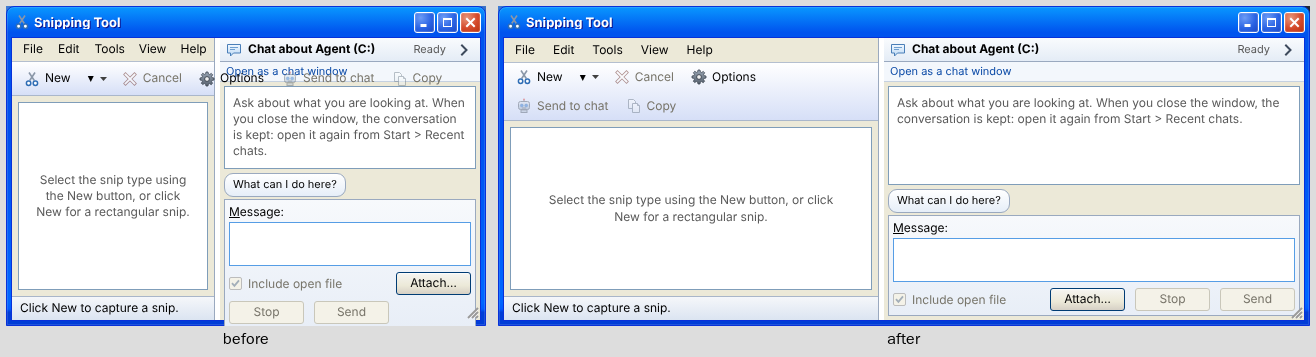 Snipping Tool
File Edit Tools View Help
New Cancel Options Send to chat Copy
Select the snip type using
the New button, or click
New for a rectangular snip.
Click New to capture a snip.
Chat about Agent (C:) Ready
Open as a chat window
Ask about what you are looking at. When
you close the window, the conversation
is kept: open it again from Start > Recent
chats.
What can I do here?
Message:
Include open file Attach...
Stop Send
before
Snipping Tool
File Edit Tools View Help
New Cancel Options
Send to chat Copy
Select the snip type using the New button, or click
New for a rectangular snip.
Click New to capture a snip.
Chat about Agent (C:) Ready
Open as a chat window
Ask about what you are looking at. When you close the window, the
conversation is kept: open it again from Start > Recent chats.
What can I do here?
Message:
Include open file Attach... Stop Send
after